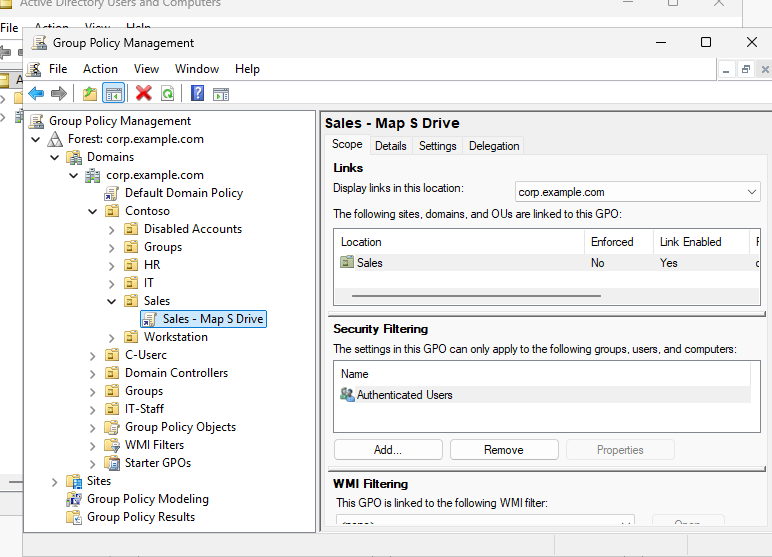 Active Directory Users and Computers
File Action View Help
Group Policy Management
File Action View Window Help
Group Policy Management
Forest: corp.example.com
Domains
corp.example.com
Default Domain Policy
Contoso
Disabled Accounts
Groups
HR
IT
Sales
Sales - Map S Drive
Workstation
C-Userc
Domain Controllers
Groups
IT-Staff
Group Policy Objects
WMI Filters
Starter GPOs
Sites
Group Policy Modeling
Group Policy Results
Sales - Map S Drive
Scope Details Settings Delegation
Links
Display links in this location: corp.example.com
The following sites, domains, and OUs are linked to this GPO:
Location Enforced Link Enabled
Sales No Yes
Security Filtering
The settings in this GPO can only apply to the following groups, users, and computers:
Name
Authenticated Users
Add... Remove Properties
WMI Filtering
This GPO is linked to the following WMI filter:
<none> Open